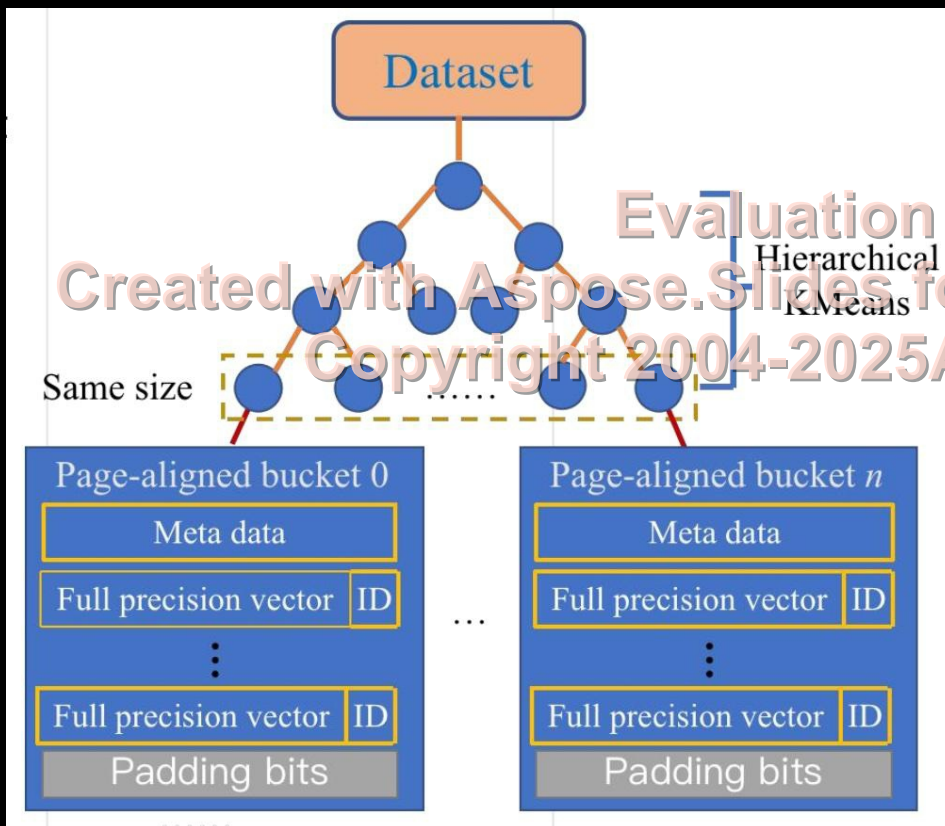 Dataset
Evaluation
Hierarchical
Created with Aspose.Slides fo
KMeans
Copyright 2004-2025A
Same size
......
Page-aligned bucket 0
Meta data
Full precision vector ID
Full precision vector ID
Padding bits
...
Page-aligned bucket n
Meta data
Full precision vector ID
Full precision vector ID
Padding bits